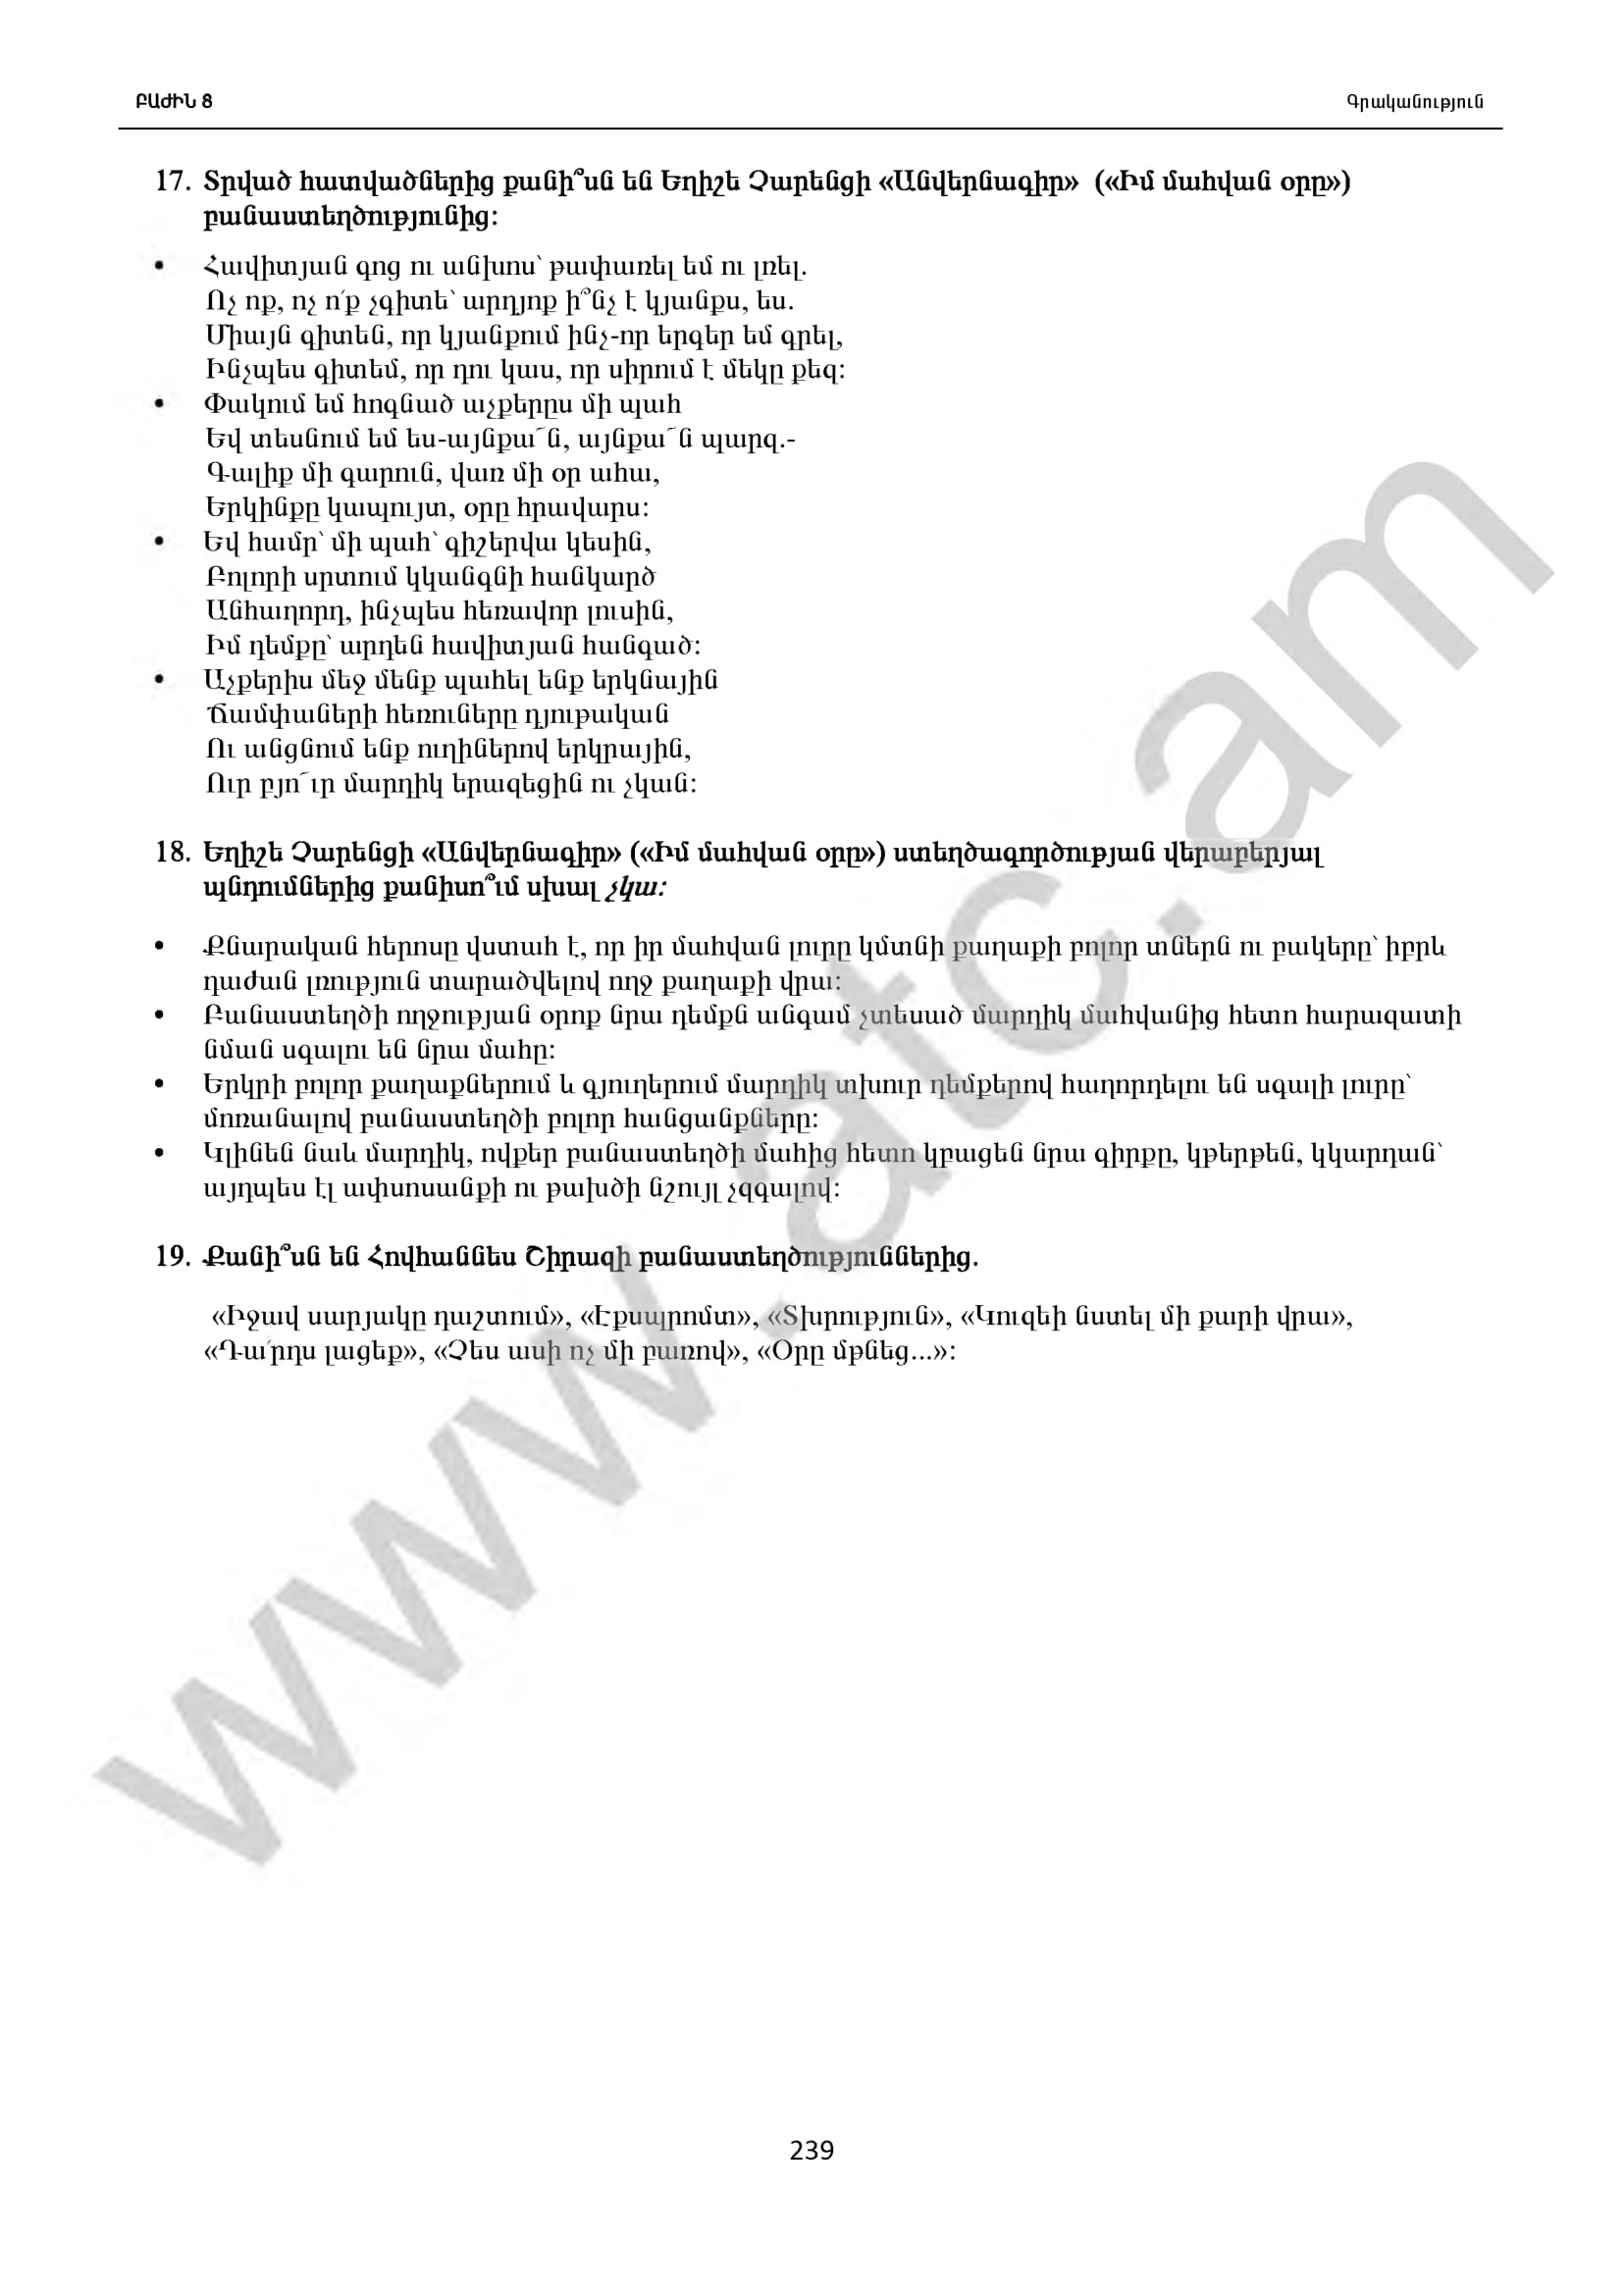 ԲԱԺԻՆ 8
Գրականություն
17. Տրված հատվածներից քանի՞սն են Եղիշե Չարենցի «Անվերնագիր» («Իմ մահվան օրը»)
բանաստեղծությունից:
• Հավիտյան գոց ու անխոս՝ թափառել եմ ու լռել.
Ոչ ոք, ոչ ո՛ք չգիտե՝ արդյոք ի՞նչ է կյանքս, ես.
Միայն գիտեն, որ կյանքում ինչ-որ երգեր եմ գրել,
Ինչպես գիտեմ, որ դու կաս, որ սիրում է մեկը քեզ:
• Փակում եմ հոգնած աչքերըս մի պահ
Եվ տեսնում եմ ես-այնքա՜ն, այնքա՜ն պարզ.-
Գալիք մի գարուն, վառ մի օր ահա,
Երկինքը կապույտ, օրը հրավարս:
• Եվ համր՝ մի պահ՝ գիշերվա կեսին,
Բոլորի սրտում կկանգնի հանկարծ
Անհաղորդ, ինչպես հեռավոր լուսին,
Իմ դեմքը՝ արդեն հավիտյան հանգած:
• Աչքերիս մեջ մենք պահել ենք երկնային
Ճամփաների հեռուները դյութական
Ու անցնում ենք ուղիներով երկրային,
Ուր բյո՜ւր մարդիկ երազեցին ու չկան:
18. Եղիշե Չարենցի «Անվերնագիր» («Իմ մահվան օրը») ստեղծագործության վերաբերյալ
պնդումներից քանիսո՞ւմ սխալ չկա:
• Քնարական հերոսը վստահ է, որ իր մահվան լուրը կմտնի քաղաքի բոլոր տներն ու բակերը՝ իբրև
դաժան լռություն տարածվելով ողջ քաղաքի վրա:
• Բանաստեղծի ողջության օրոք նրա դեմքն անգամ չտեսած մարդիկ մահվանից հետո հարազատի
նման սգալու են նրա մահը:
• Երկրի բոլոր քաղաքներում և գյուղերում մարդիկ տխուր դեմքերով հաղորդելու են սգալի լուրը՝
մոռանալով բանաստեղծի բոլոր հանցանքները:
• Կլինեն նաև մարդիկ, ովքեր բանաստեղծի մահից հետո կբացեն նրա գիրքը, կթերթեն, կկարդան՝
այդպես էլ ափսոսանքի ու թախծի նշույլ չզգալով:
19. Քանի՞սն են Հովհաննես Շիրազի բանաստեղծություններից.
«Իջավ սարյակը դաշտում», «Էքսպրոմտ», «Տխրություն», «Կուզեի նստել մի քարի վրա»,
«Դա՛րդս լացեք», «Չես ասի ոչ մի բառով», «Օրը մթնեց...»:
www.atc.am
239